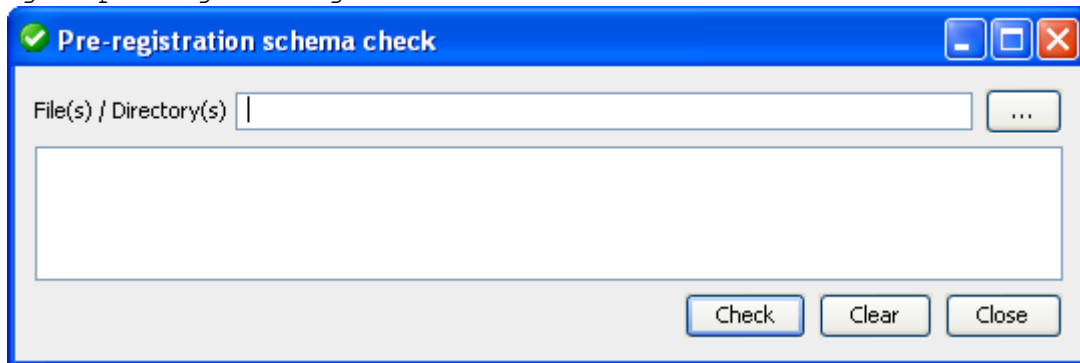 Pre-registration schema check
File(s) / Directory(s) ...
Check Clear Close